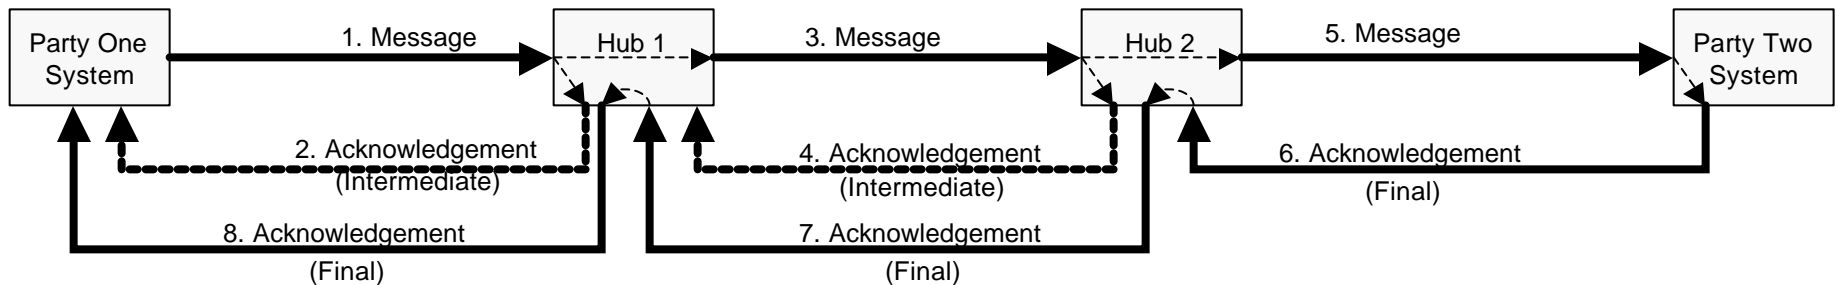 Party One
System
1. Message
Hub 1
3. Message
Hub 2
5. Message
Party Two
System
2. Acknowledgement
(Intermediate)
4. Acknowledgement
(Intermediate)
6. Acknowledgement
(Final)
8. Acknowledgement
(Final)
7. Acknowledgement
(Final)